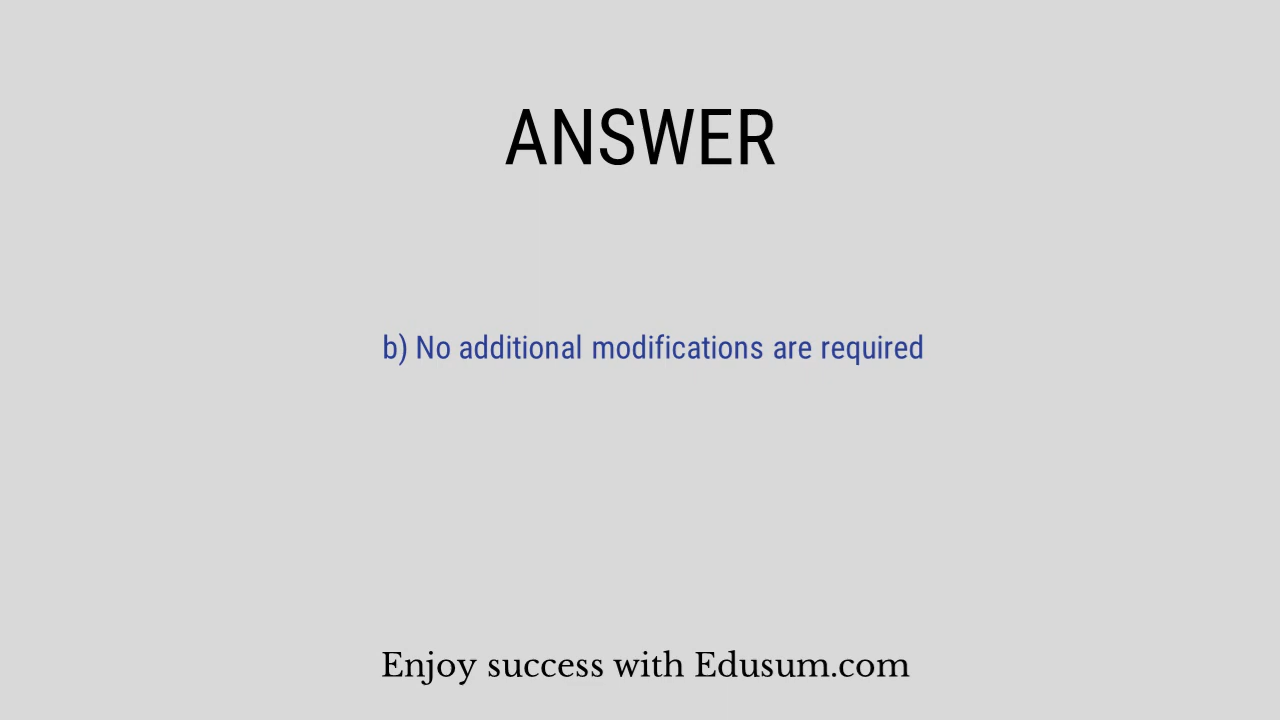 ANSWER
b) No additional modifications are required
Enjoy success with Edusum.com